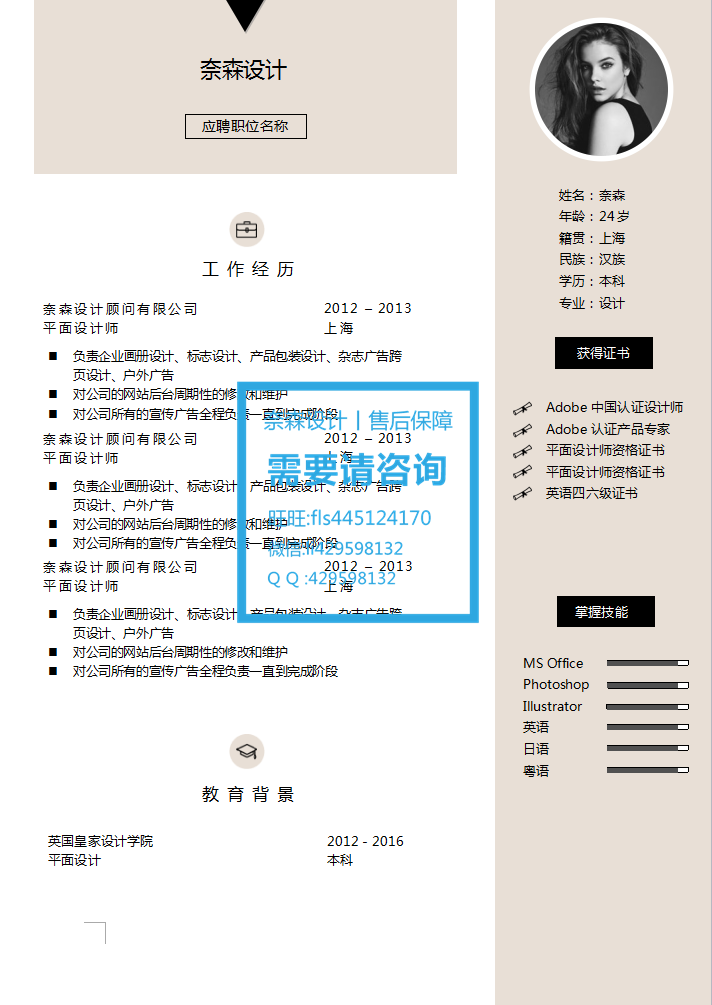 奈森设计
应聘职位名称
工作经历
奈森设计顾问有限公司 2012 – 2013
平面设计师 上海
■ 负责企业画册设计、标志设计、产品包装设计、杂志广告跨
页设计、户外广告
■ 对公司的网站后台周期性的修改和维护
■ 对公司所有的宣传广告全程负责一直到完成阶段
奈森设计顾问有限公司 2012 – 2013
平面设计师 上海
■ 负责企业画册设计、标志设计、产品包装设计、杂志广告跨
页设计、户外广告
■ 对公司的网站后台周期性的修改和维护
■ 对公司所有的宣传广告全程负责一直到完成阶段
奈森设计顾问有限公司 2012 – 2013
平面设计师 上海
■ 负责企业画册设计、标志设计、产品包装设计、杂志广告跨
页设计、户外广告
■ 对公司的网站后台周期性的修改和维护
■ 对公司所有的宣传广告全程负责一直到完成阶段
奈森设计丨售后保障
需要请咨询
旺旺:fls445124170
微信:ll429598132
Q Q :429598132
教育背景
英国皇家设计学院 2012 - 2016
平面设计 本科
姓名：奈森
年龄：24 岁
籍贯：上海
民族：汉族
学历：本科
专业：设计
获得证书
Adobe 中国认证设计师
Adobe 认证产品专家
平面设计师资格证书
平面设计师资格证书
英语四六级证书
掌握技能
MS Office
Photoshop
Illustrator
英语
日语
粤语